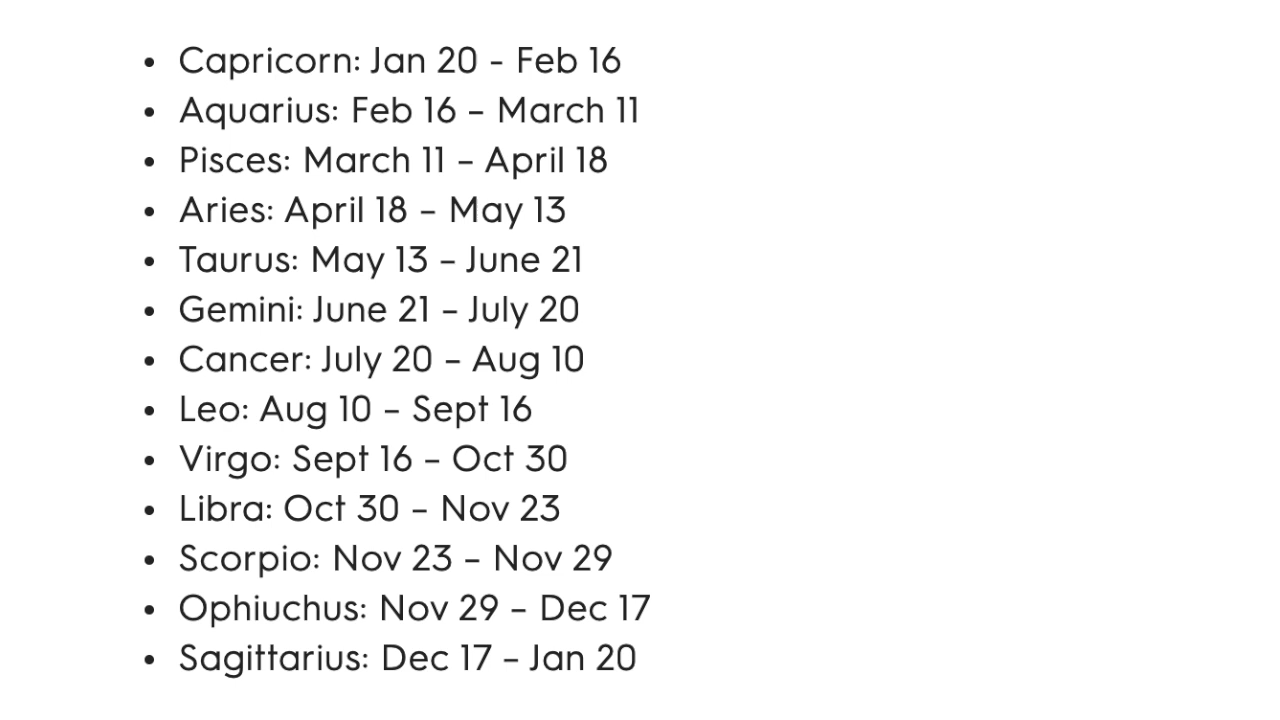 • Capricorn: Jan 20 - Feb 16
• Aquarius: Feb 16 – March 11
• Pisces: March 11 – April 18
• Aries: April 18 – May 13
• Taurus: May 13 – June 21
• Gemini: June 21 – July 20
• Cancer: July 20 – Aug 10
• Leo: Aug 10 – Sept 16
• Virgo: Sept 16 – Oct 30
• Libra: Oct 30 – Nov 23
• Scorpio: Nov 23 – Nov 29
• Ophiuchus: Nov 29 – Dec 17
• Sagittarius: Dec 17 – Jan 20